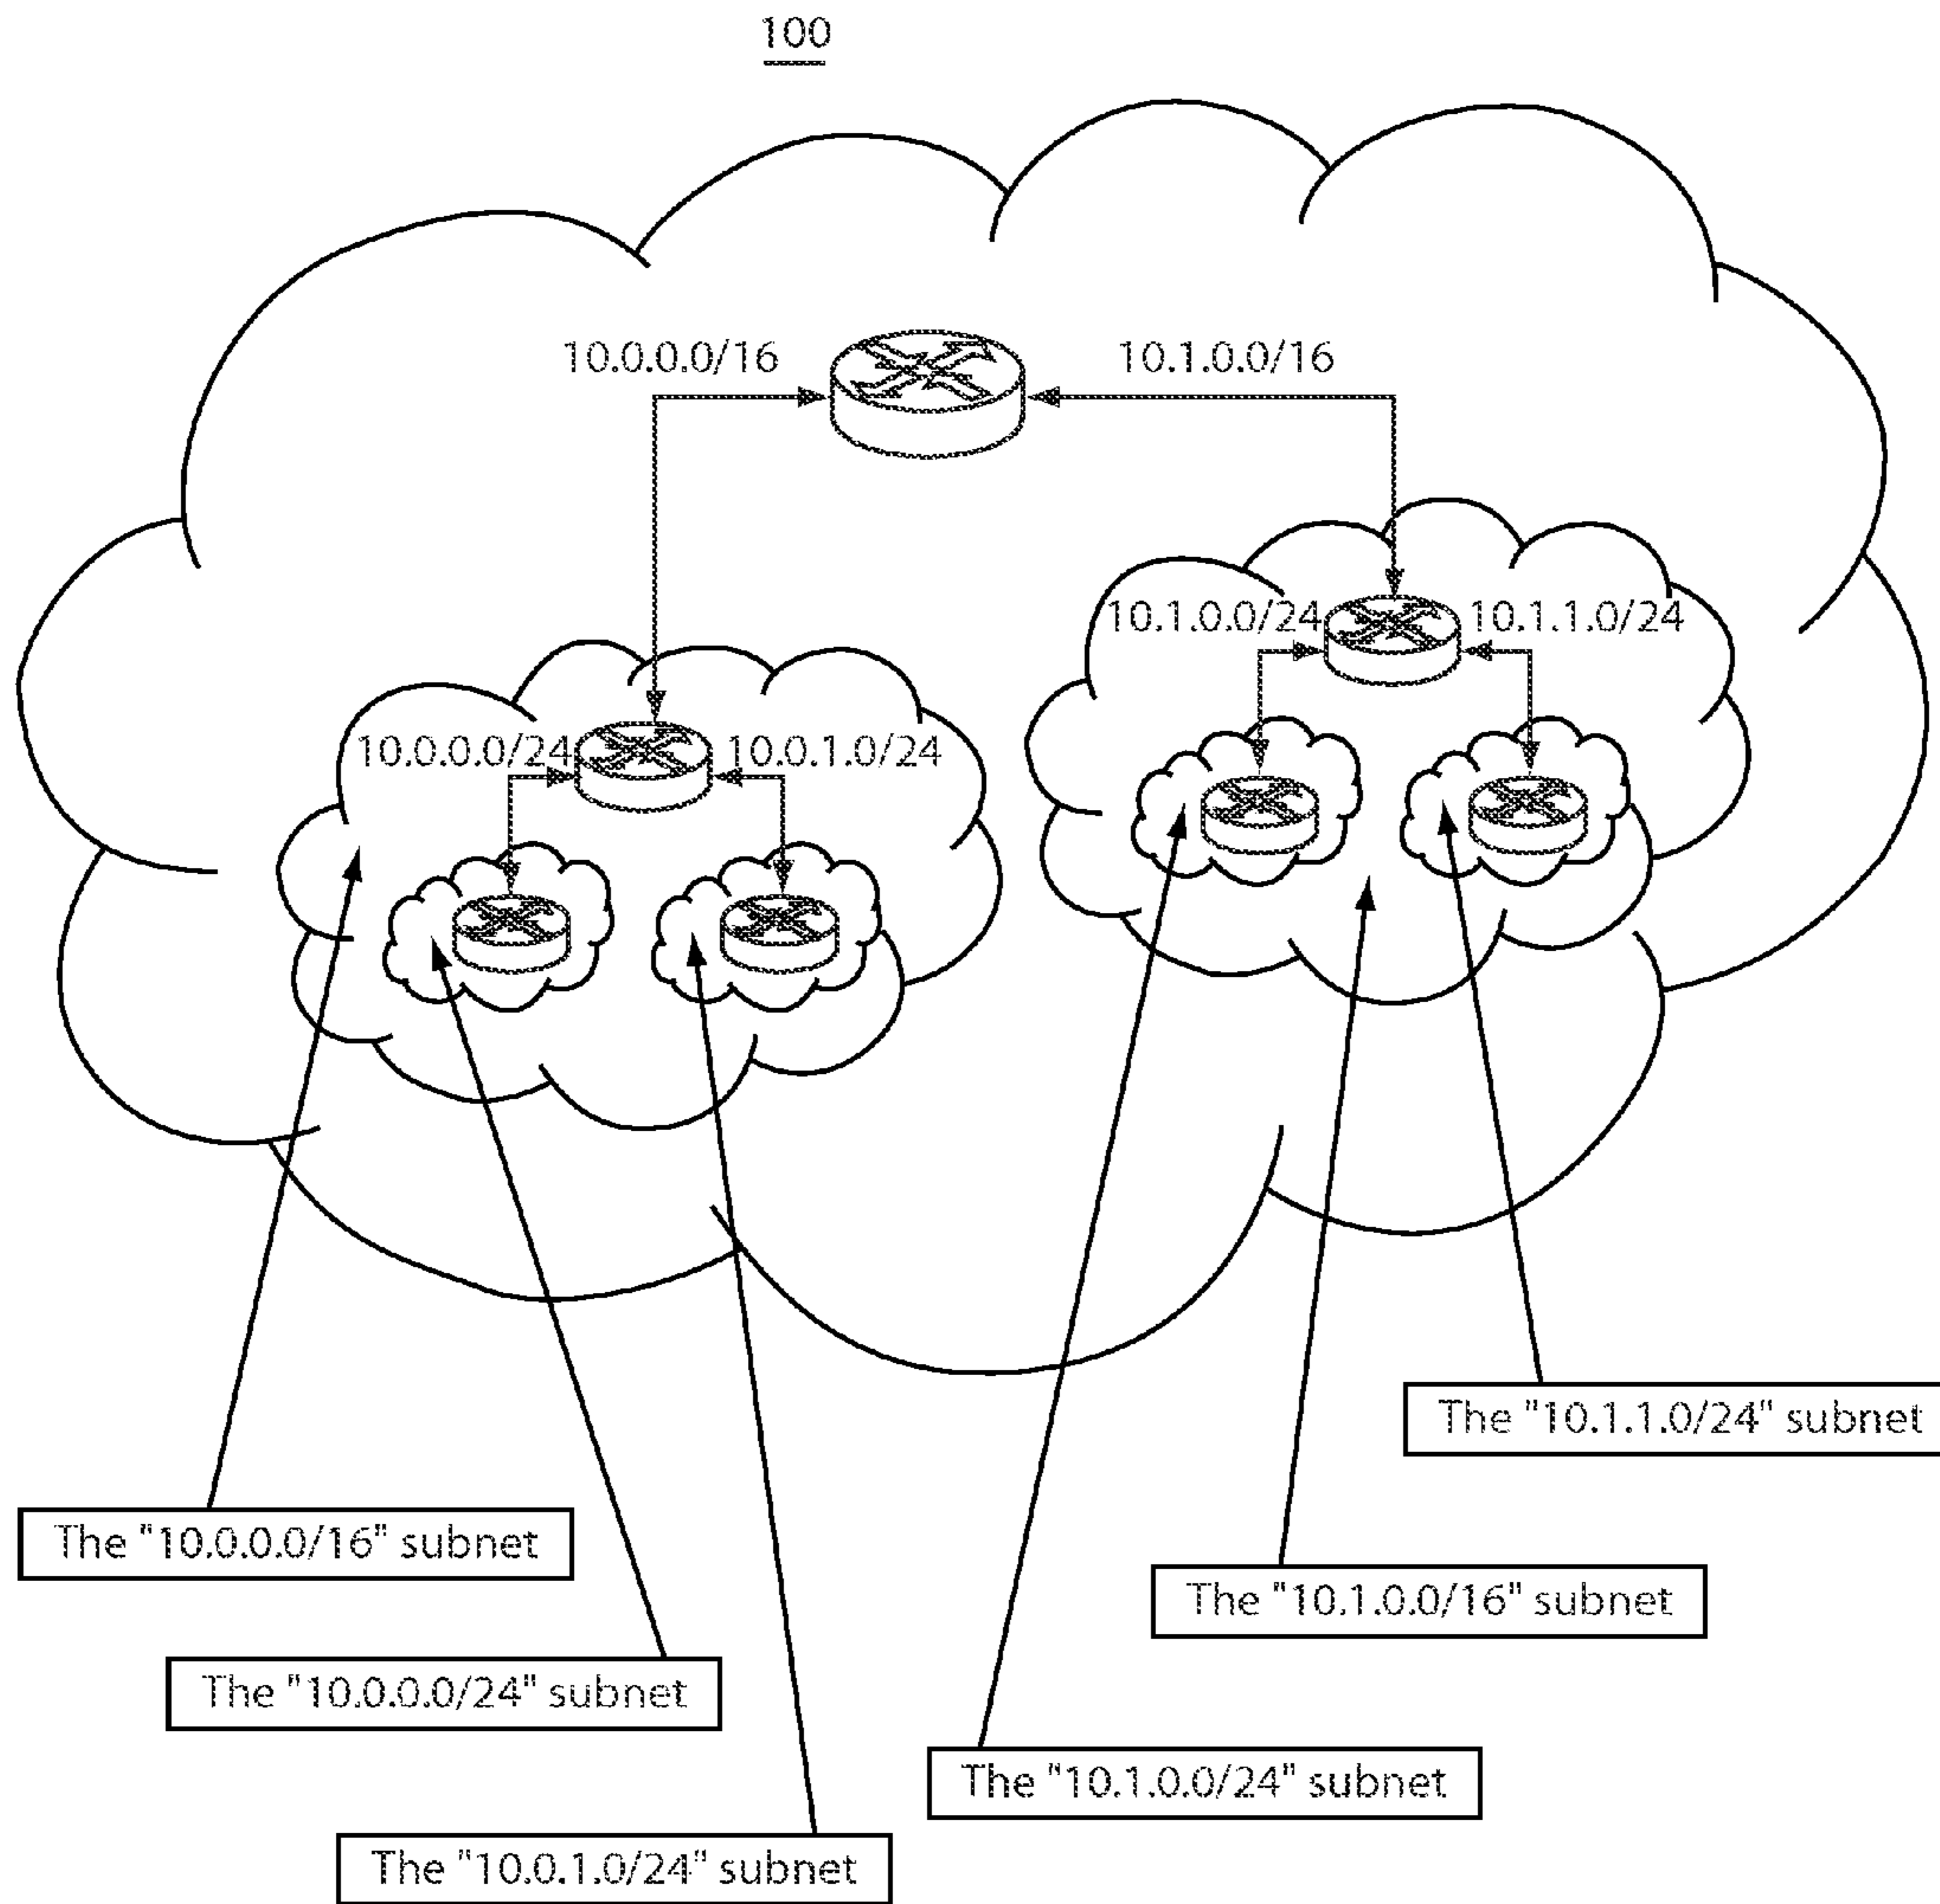 100
10.0.0.0/16
10.1.0.0/16
10.1.0.0/24
10.1.1.0/24
10.0.0.0/24
10.0.1.0/24
The "10.1.1.0/24" subnet
The "10.0.0.0/16" subnet
The "10.1.0.0/16" subnet
The "10.0.0.0/24" subnet
The "10.1.0.0/24" subnet
The "10.0.1.0/24" subnet